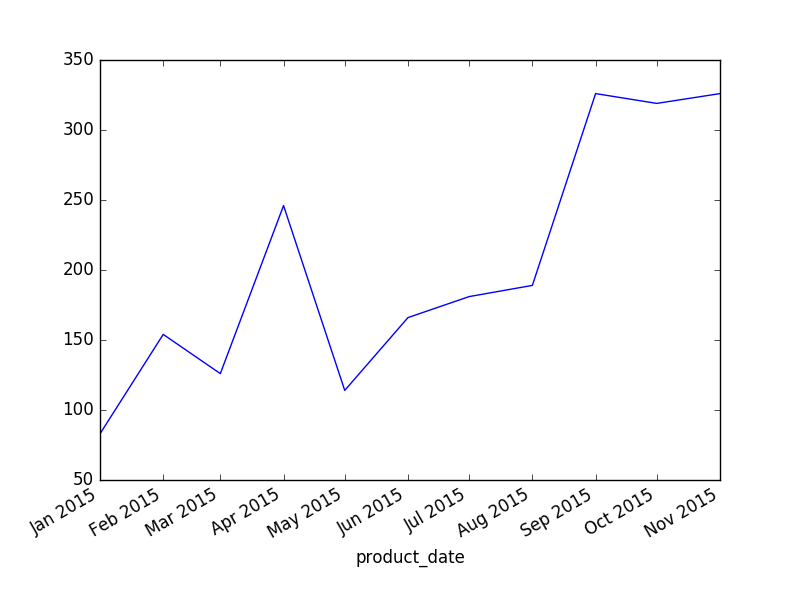 350
300
250
200
150
100
50
Jan 2015
Feb 2015
Mar 2015
Apr 2015
May 2015
Jun 2015
Jul 2015
Aug 2015
Sep 2015
Oct 2015
Nov 2015
product_date